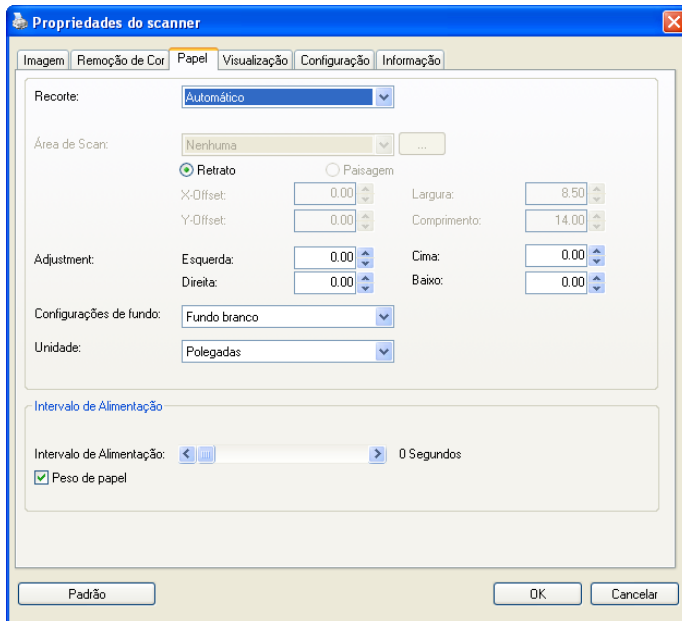 Propriedades do scanner
Imagem Remoção de Cor Papel Visualização Configuração Informação
Recorte: Automático
Área de Scan: Nenhuma ...
Retrato Paisagem
X-Offset: 0.00 Largura: 8.50
Y-Offset: 0.00 Comprimento: 14.00
Adjustment: Esquerda: 0.00 Cima: 0.00
Direita: 0.00 Baixo: 0.00
Configurações de fundo: Fundo branco
Unidade: Polegadas
Intervalo de Alimentação
Intervalo de Alimentação: 0 Segundos
Peso de papel
Padrão OK Cancelar